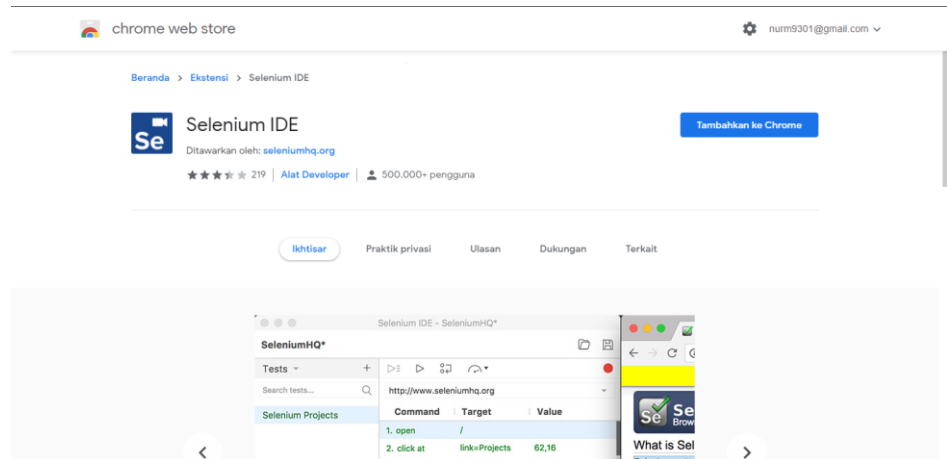 chrome web store
nurm9301@gmail.com
Beranda > Ekstensi > Selenium IDE
Se
Selenium IDE
Tambahkan ke Chrome
Ditawarkan oleh: seleniumhq.org
219 | Alat Developer | 500.000+ pengguna
Ikhtisar Praktik privasi Ulasan Dukungan Terkait
Selenium IDE - SeleniumHQ*
SeleniumHQ*
Tests
Search tests...
http://www.seleniumhq.org
Selenium Projects
Command Target Value
1. open /
2. click at link=Projects 62,16
Se
Se
Brow
What is Sel